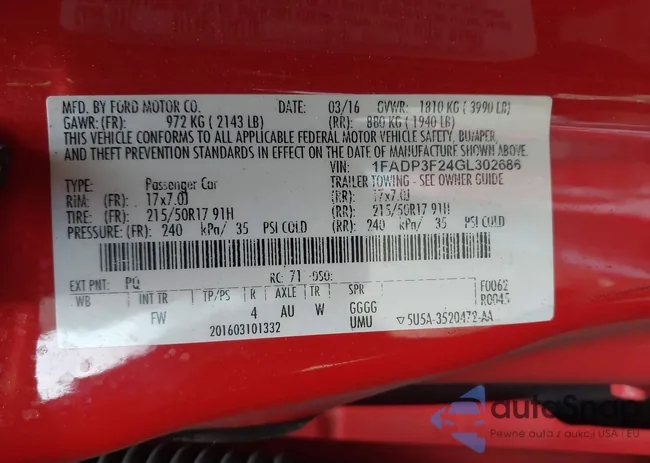 MFD. BY FORD MOTOR CO. DATE: 03/16 GVWR: 1810 KG ( 3990 LB)
GAWR: (FR): 972 KG ( 2143 LB) (RR): 880 KG ( 1940 LB)
THIS VEHICLE CONFORMS TO ALL APPLICABLE FEDERAL MOTOR VEHICLE SAFETY, BUMPER,
AND THEFT PREVENTION STANDARDS IN EFFECT ON THE DATE OF MANUFACTURE SHOWN ABOVE.
VIN: 1FADP3F24GL302686
TYPE: Passenger Car TRAILER TOWING - SEE OWNER GUIDE
RIM: (FR): 17x7.0J (RR): 17x7.0J
TIRE: (FR): 215/50R17 91H (RR): 215/50R17 91H
PRESSURE: (FR): 240 kPa/ 35 PSI COLD (RR): 240 kPa/ 35 PSI COLD
EXT PNT: PQ RC: 71 F0062
WB INT TR TP/PS R AXLE TR SPR R0045
FW 4 AU W GGGG
201603101332 UMU ▽5U5A-3520472-AA
autoSnap
Pewne auta z aukcji USA i EU